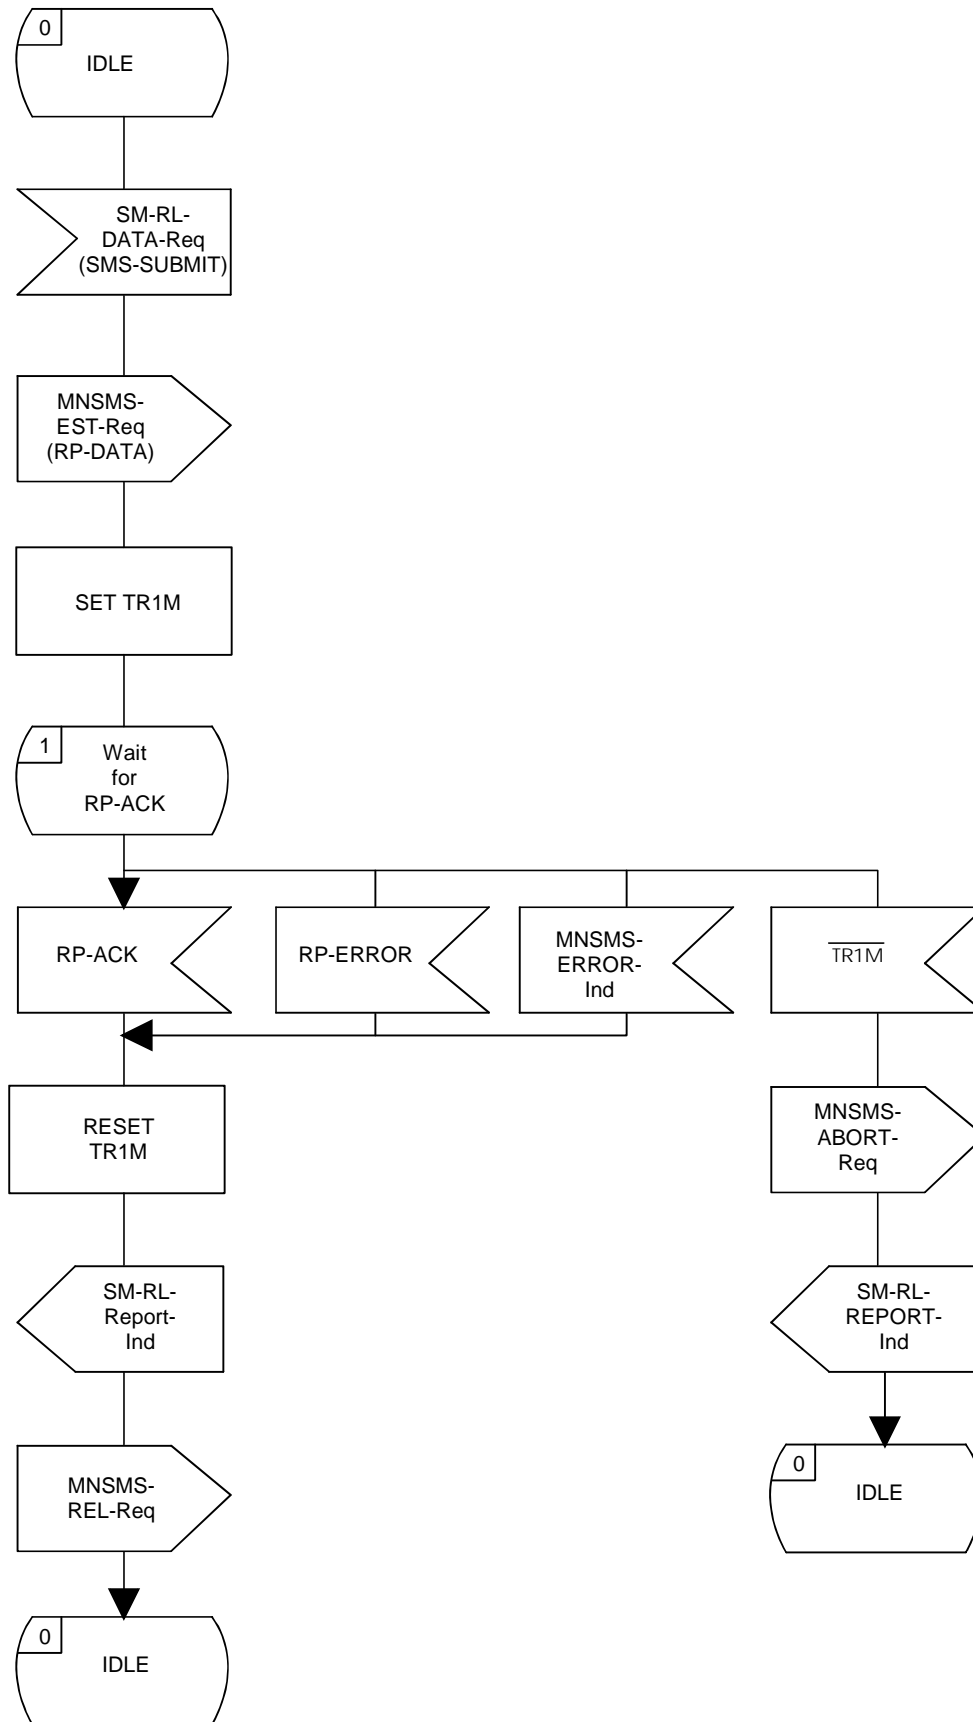 0
IDLE
SM-RL-
DATA-Req
(SMS-SUBMIT)
MNSMS-
EST-Req
(RP-DATA)
SET TR1M
1
Wait
for
RP-ACK
RP-ACK
RP-ERROR
MNSMS-
ERROR-
Ind
TR1M
RESET
TR1M
MNSMS-
ABORT-
Req
SM-RL-
Report-
Ind
SM-RL-
REPORT-
Ind
MNSMS-
REL-Req
0
IDLE
0
IDLE